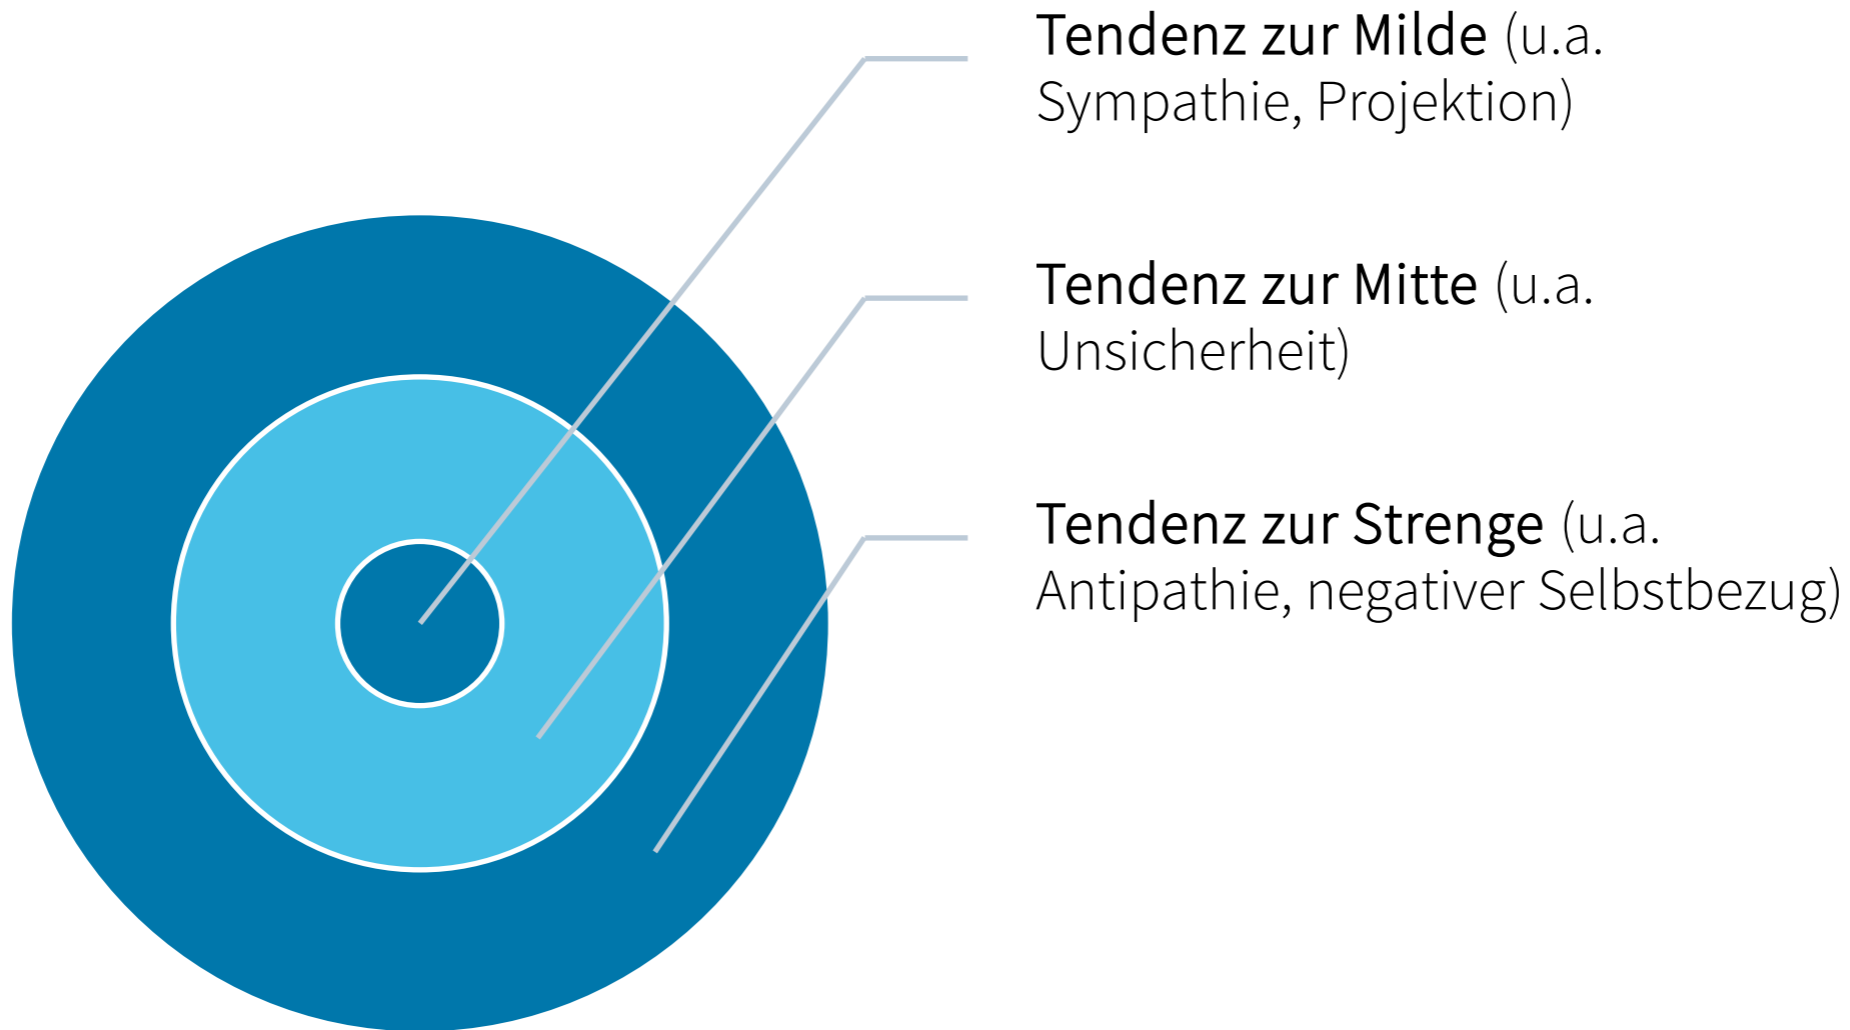 Tendenz zur Milde (u.a.
Sympathie, Projektion)
Tendenz zur Mitte (u.a.
Unsicherheit)
Tendenz zur Strenge (u.a.
Antipathie, negativer Selbstbezug)